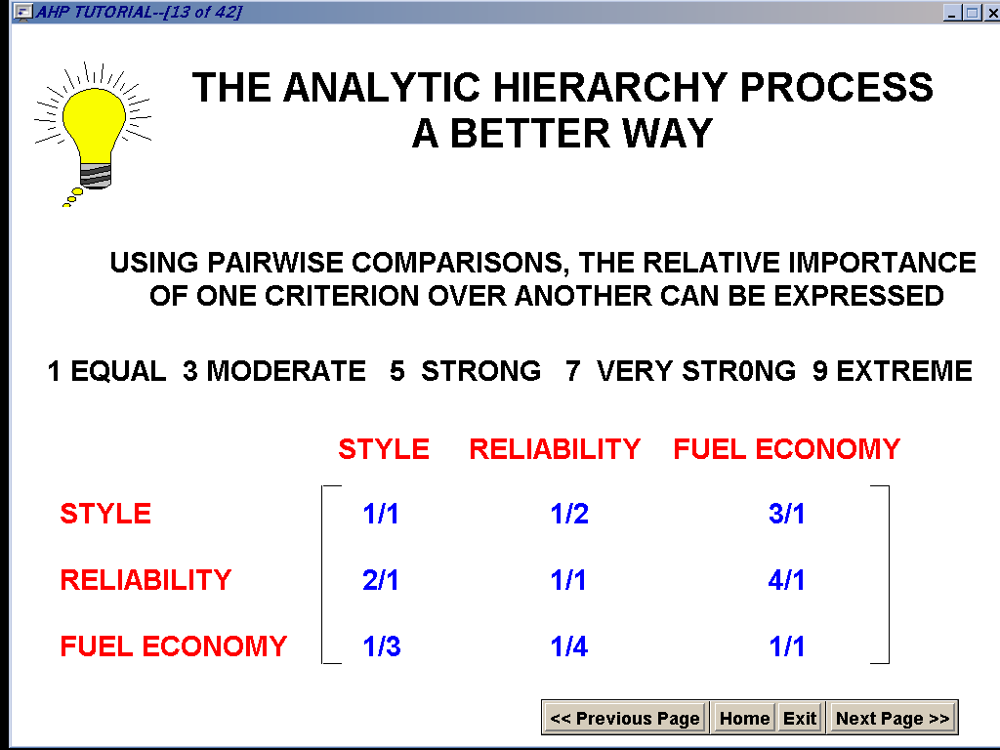 AHP TUTORIAL--[13 of 42]
THE ANALYTIC HIERARCHY PROCESS
A BETTER WAY
USING PAIRWISE COMPARISONS, THE RELATIVE IMPORTANCE
OF ONE CRITERION OVER ANOTHER CAN BE EXPRESSED
1 EQUAL 3 MODERATE 5 STRONG 7 VERY STR0NG 9 EXTREME
STYLE RELIABILITY FUEL ECONOMY
STYLE 1/1 1/2 3/1
RELIABILITY 2/1 1/1 4/1
FUEL ECONOMY 1/3 1/4 1/1
<< Previous Page Home Exit Next Page >>